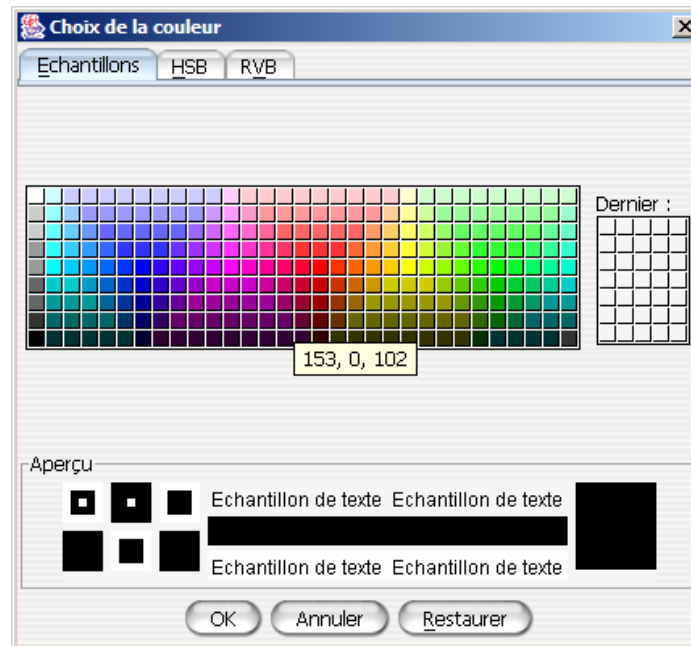 Choix de la couleur
Echantillons HSB RVB
Dernier :
153, 0, 102
Aperçu
Echantillon de texte Echantillon de texte
Echantillon de texte Echantillon de texte
OK Annuler Restaurer